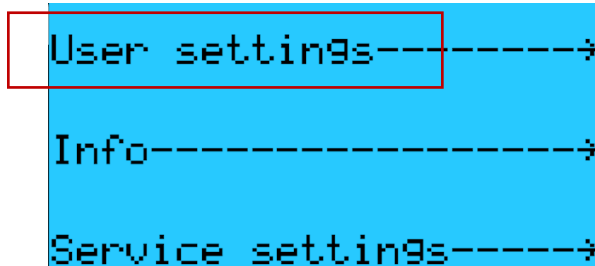 User settings--------→
Info-----------------→
Service settings-----→